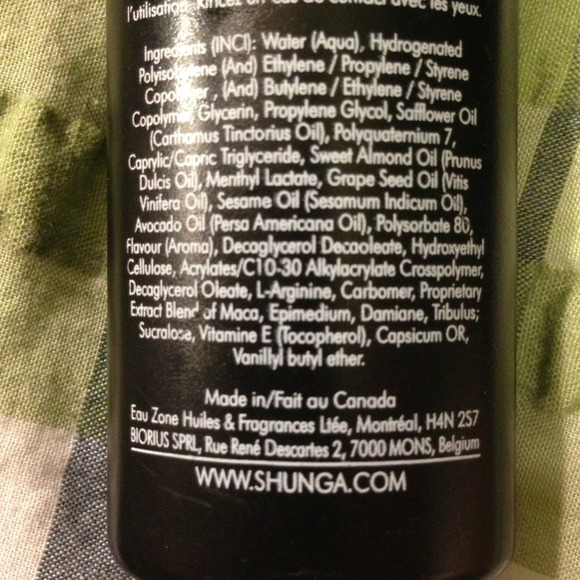 l'utilisation. Rincez en cas de contact avec les yeux.
Ingredients (INCI): Water (Aqua), Hydrogenated
Polyisobutene (And) Ethylene / Propylene / Styrene
Copolymer, (And) Butylene / Ethylene / Styrene
Copolymer, Glycerin, Propylene Glycol, Safflower Oil
(Carthamus Tinctorius Oil), Polyquaternium 7,
Caprylic/Capric Triglyceride, Sweet Almond Oil (Prunus
Dulcis Oil), Menthyl Lactate, Grape Seed Oil (Vitis
Vinifera Oil), Sesame Oil (Sesamum Indicum Oil),
Avocado Oil (Persa Americana Oil), Polysorbate 80,
Flavour (Aroma), Decaglycerol Decaoleate, Hydroxyethyl
Cellulose, Acrylates/C10-30 Alkylacrylate Crosspolymer,
Decaglycerol Oleate, L-Arginine, Carbomer, Proprietary
Extract Blend of Maca, Epimedium, Damiane, Tribulus;
Sucralose, Vitamine E (Tocopherol), Capsicum OR,
Vanillyl butyl ether.
Made in/Fait au Canada
Eau Zone Huiles & Fragrances Ltée, Montréal, H4N 2S7
BIORIUS SPRL, Rue René Descartes 2, 7000 MONS, Belgium
WWW.SHUNGA.COM